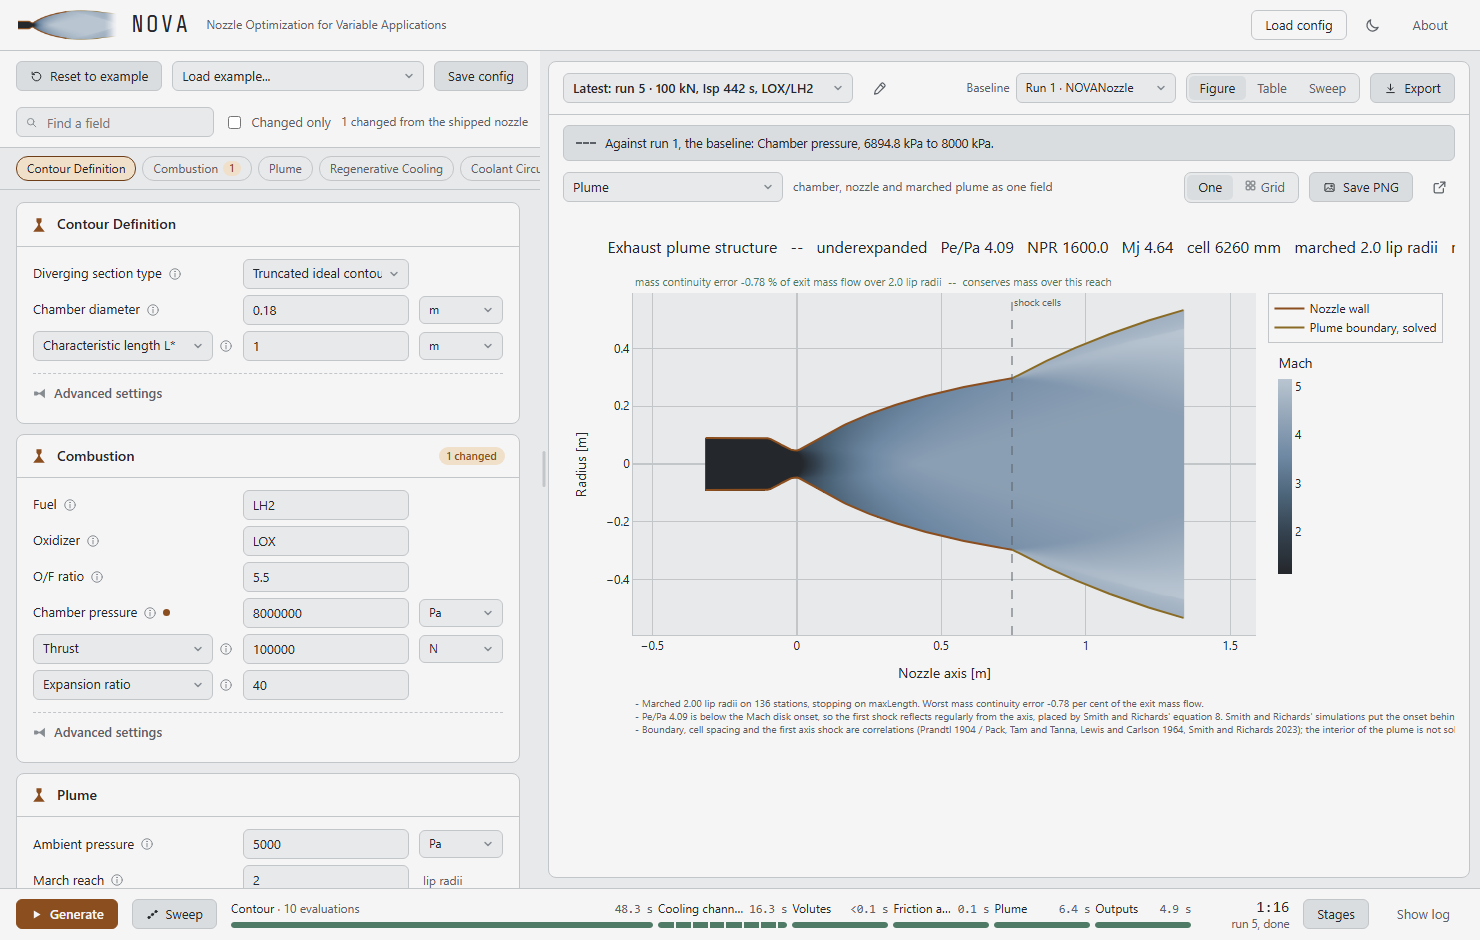 NOVA Nozzle Optimization for Variable Applications Load config About
Reset to example Load example... Save config
Find a field Changed only 1 changed from the shipped nozzle
Contour Definition Combustion 1 Plume Regenerative Cooling Coolant Circu
Contour Definition
Diverging section type Truncated ideal contou
Chamber diameter 0.18 m
Characteristic length L* 1 m
Advanced settings
Combustion 1 changed
Fuel LH2
Oxidizer LOX
O/F ratio 5.5
Chamber pressure 8000000 Pa
Thrust 100000 N
Expansion ratio 40
Advanced settings
Plume
Ambient pressure 5000 Pa
March reach 2 lip radii
Latest: run 5 · 100 kN, Isp 442 s, LOX/LH2 Baseline Run 1 · NOVANozzle Figure Table Sweep Export
Against run 1, the baseline: Chamber pressure, 6894.8 kPa to 8000 kPa.
Plume chamber, nozzle and marched plume as one field One Grid Save PNG
Exhaust plume structure -- underexpanded Pe/Pa 4.09 NPR 1600.0 Mj 4.64 cell 6260 mm marched 2.0 lip radii
mass continuity error -0.78 % of exit mass flow over 2.0 lip radii -- conserves mass over this reach
shock cells
Nozzle wall
Plume boundary, solved
Mach
5
4
3
2
0.4
0.2
0
−0.2
−0.4
Radius [m]
−0.5 0 0.5 1 1.5
Nozzle axis [m]
- Marched 2.00 lip radii on 136 stations, stopping on maxLength. Worst mass continuity error -0.78 per cent of the exit mass flow.
- Pe/Pa 4.09 is below the Mach disk onset, so the first shock reflects regularly from the axis, placed by Smith and Richards' equation 8. Smith and Richards' simulations put the onset behin
- Boundary, cell spacing and the first axis shock are correlations (Prandtl 1904 / Pack, Tam and Tanna, Lewis and Carlson 1964, Smith and Richards 2023); the interior of the plume is not sol
Generate Sweep Contour · 10 evaluations 48.3 s Cooling chann... 16.3 s Volutes <0.1 s Friction a... 0.1 s Plume 6.4 s Outputs 4.9 s 1:16 Stages Show log
run 5, done